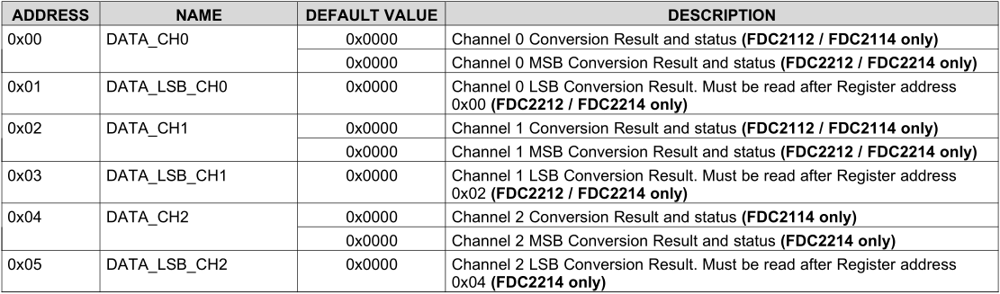 ADDRESS NAME DEFAULT VALUE DESCRIPTION
0x00 DATA_CH0 0x0000 Channel 0 Conversion Result and status (FDC2112 / FDC2114 only)
0x0000 Channel 0 MSB Conversion Result and status (FDC2212 / FDC2214 only)
0x01 DATA_LSB_CH0 0x0000 Channel 0 LSB Conversion Result. Must be read after Register address
0x00 (FDC2212 / FDC2214 only)
0x02 DATA_CH1 0x0000 Channel 1 Conversion Result and status (FDC2112 / FDC2114 only)
0x0000 Channel 1 MSB Conversion Result and status (FDC2212 / FDC2214 only)
0x03 DATA_LSB_CH1 0x0000 Channel 1 LSB Conversion Result. Must be read after Register address
0x02 (FDC2212 / FDC2214 only)
0x04 DATA_CH2 0x0000 Channel 2 Conversion Result and status (FDC2114 only)
0x0000 Channel 2 MSB Conversion Result and status (FDC2214 only)
0x05 DATA_LSB_CH2 0x0000 Channel 2 LSB Conversion Result. Must be read after Register address
0x04 (FDC2214 only)